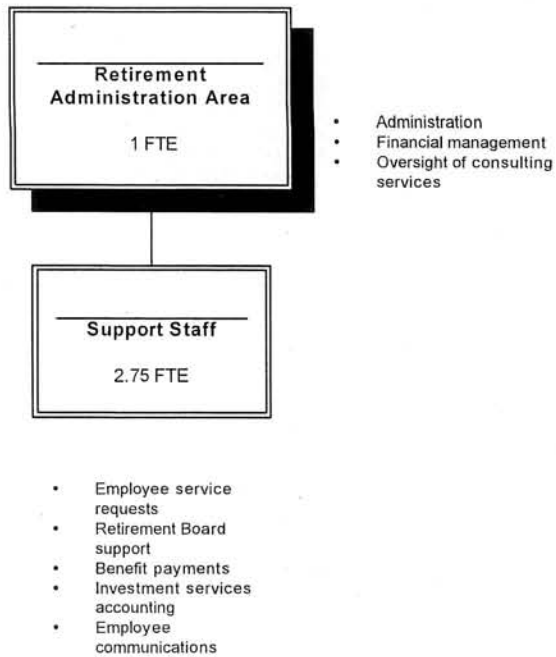 Retirement
Administration Area
1 FTE
• Administration
• Financial management
• Oversight of consulting
services
Support Staff
2.75 FTE
• Employee service
requests
• Retirement Board
support
• Benefit payments
• Investment services
accounting
• Employee
communications